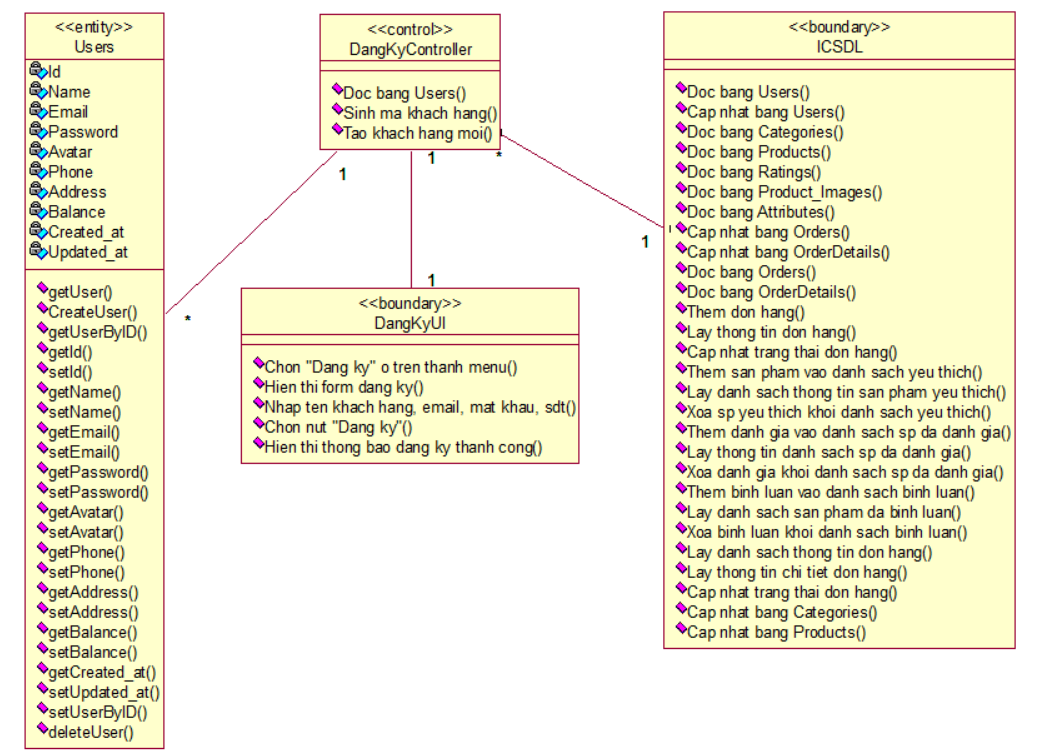 <<entity>>
Users
Id
Name
Email
Password
Avatar
Phone
Address
Balance
Created_at
Updated_at
getUser()
CreateUser()
getUserByID()
getId()
setId()
getName()
setName()
getEmail()
setEmail()
getPassword()
setPassword()
getAvatar()
setAvatar()
getPhone()
setPhone()
getAddress()
setAddress()
getBalance()
setBalance()
getCreated_at()
setUpdated_at()
setUserByID()
deleteUser()
<<control>>
DangKyController
Doc bang Users()
Sinh ma khach hang()
Tao khach hang moi()
1
*
1
1
*
1
<<boundary>>
DangKyUI
Chon "Dang ky" o tren thanh menu()
Hien thi form dang ky()
Nhap ten khach hang, email, mat khau, sdt()
Chon nut "Dang ky"()
Hien thi thong bao dang ky thanh cong()
<<boundary>>
ICSDL
Doc bang Users()
Cap nhat bang Users()
Doc bang Categories()
Doc bang Products()
Doc bang Ratings()
Doc bang Product_Images()
Doc bang Attributes()
Cap nhat bang Orders()
Cap nhat bang OrderDetails()
Doc bang Orders()
Doc bang OrderDetails()
Them don hang()
Lay thong tin don hang()
Cap nhat trang thai don hang()
Them san pham vao danh sach yeu thich()
Lay danh sach thong tin san pham yeu thich()
Xoa sp yeu thich khoi danh sach yeu thich()
Them danh gia vao danh sach sp da danh gia()
Lay thong tin danh sach sp da danh gia()
Xoa danh gia khoi danh sach sp da danh gia()
Them binh luan vao danh sach binh luan()
Lay danh sach san pham da binh luan()
Xoa binh luan khoi danh sach binh luan()
Lay danh sach thong tin don hang()
Lay thong tin chi tiet don hang()
Cap nhat trang thai don hang()
Cap nhat bang Categories()
Cap nhat bang Products()